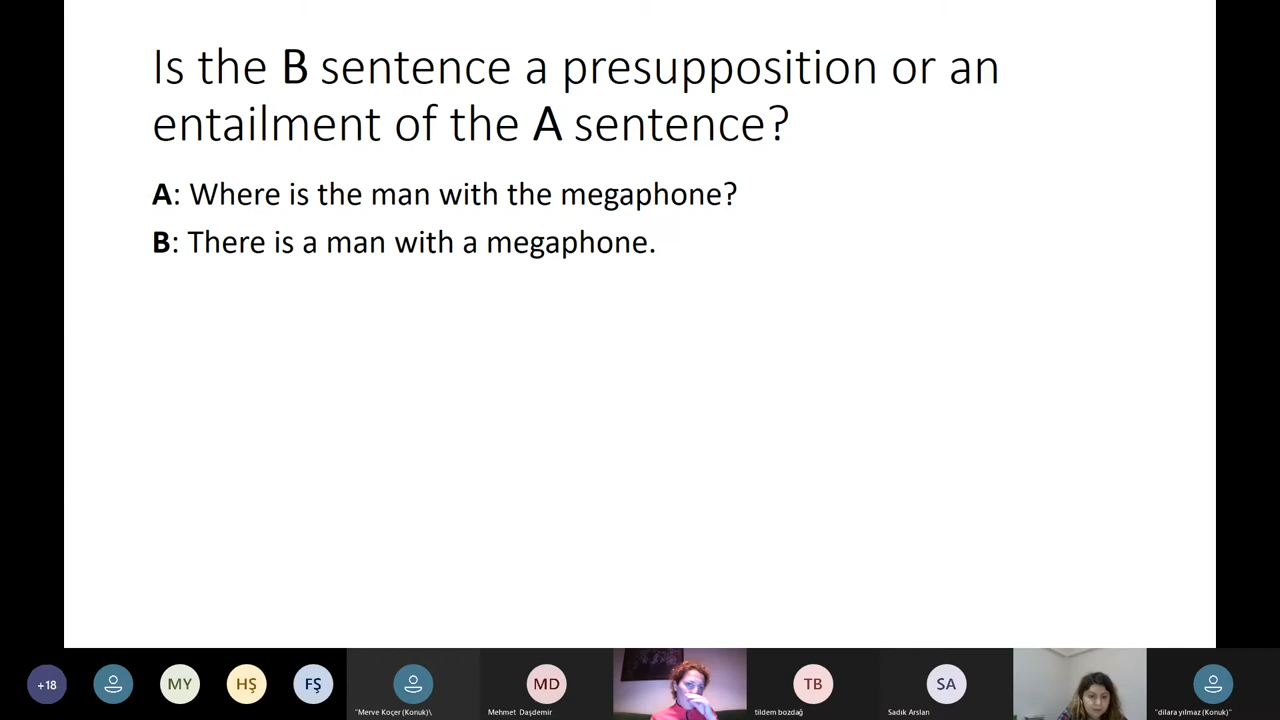 Is the B sentence a presupposition or an
entailment of the A sentence?
A: Where is the man with the megaphone?
B: There is a man with a megaphone.
+18
MY
HŞ
FŞ
"Merve Koçer (Konuk)\
MD
Mehmet Daşdemir
TB
tildem bozdağ
SA
Sadık Arslan
"dilara yılmaz (Konuk)"